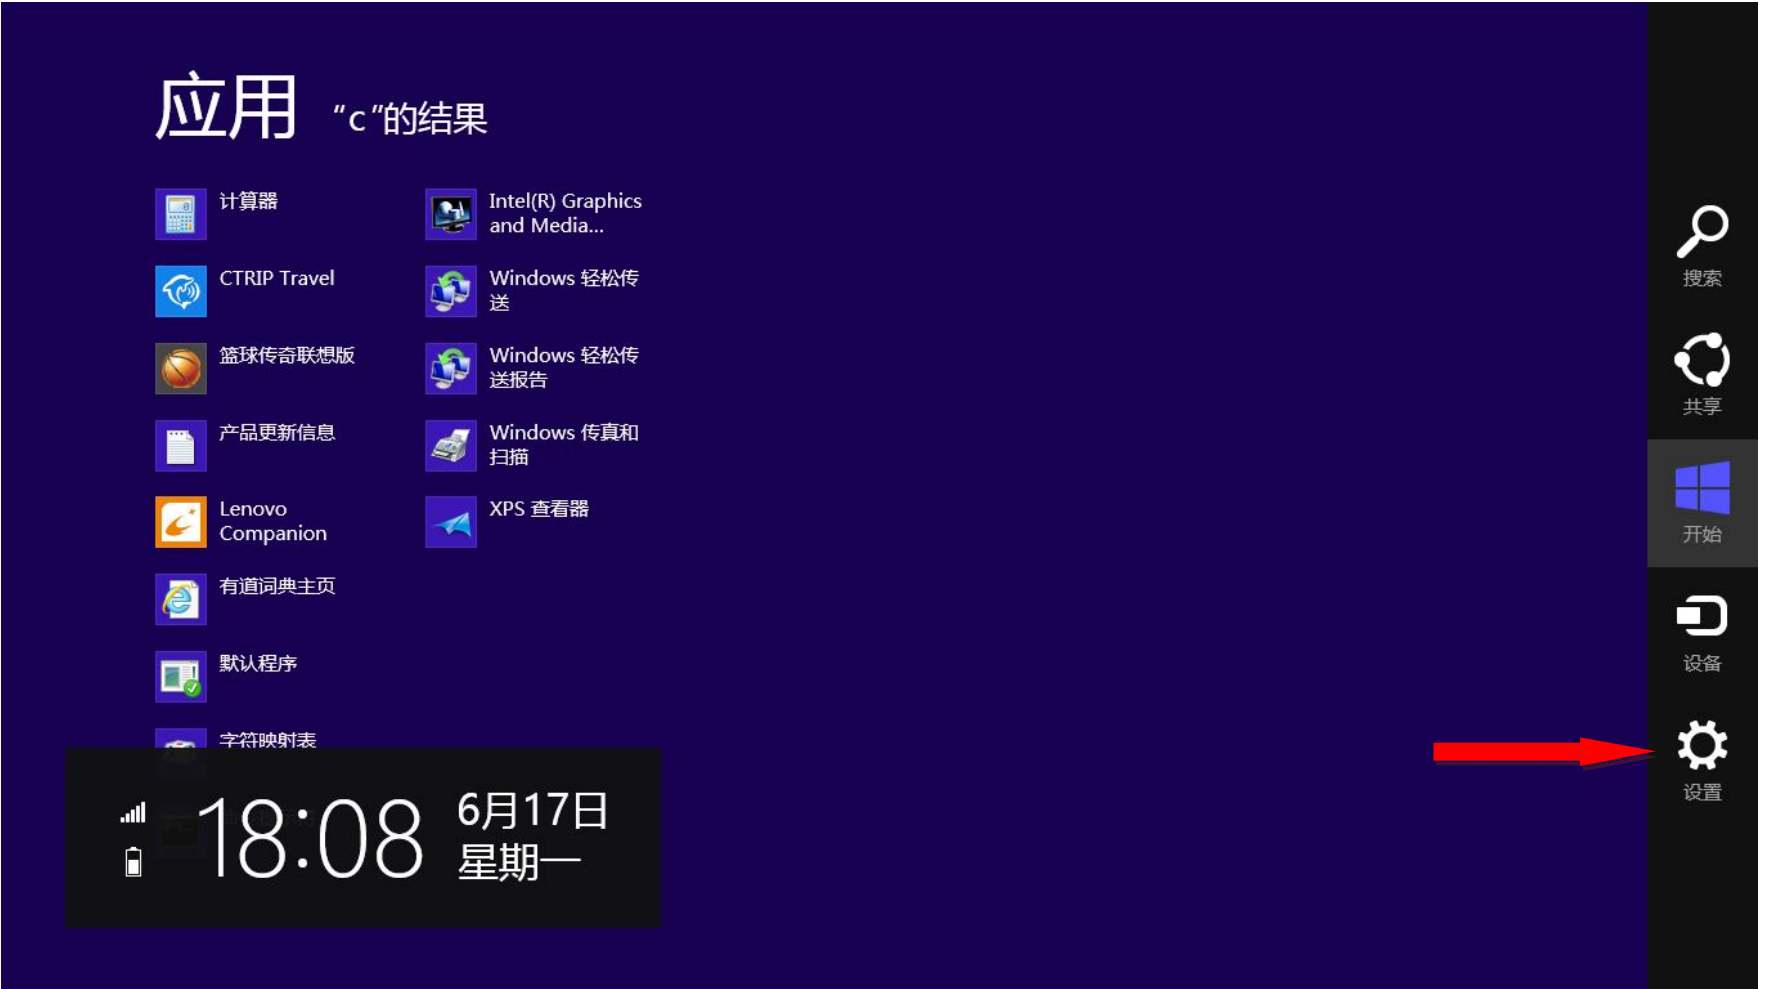 应用 “c”的结果
计算器
CTRIP Travel
篮球传奇联想版
产品更新信息
Lenovo
Companion
有道词典主页
默认程序
字符映射表
Intel(R) Graphics
and Media...
Windows 轻松传
送
Windows 轻松传
送报告
Windows 传真和
扫描
XPS 查看器
18:08
6月17日
星期一
搜索
共享
开始
设备
设置